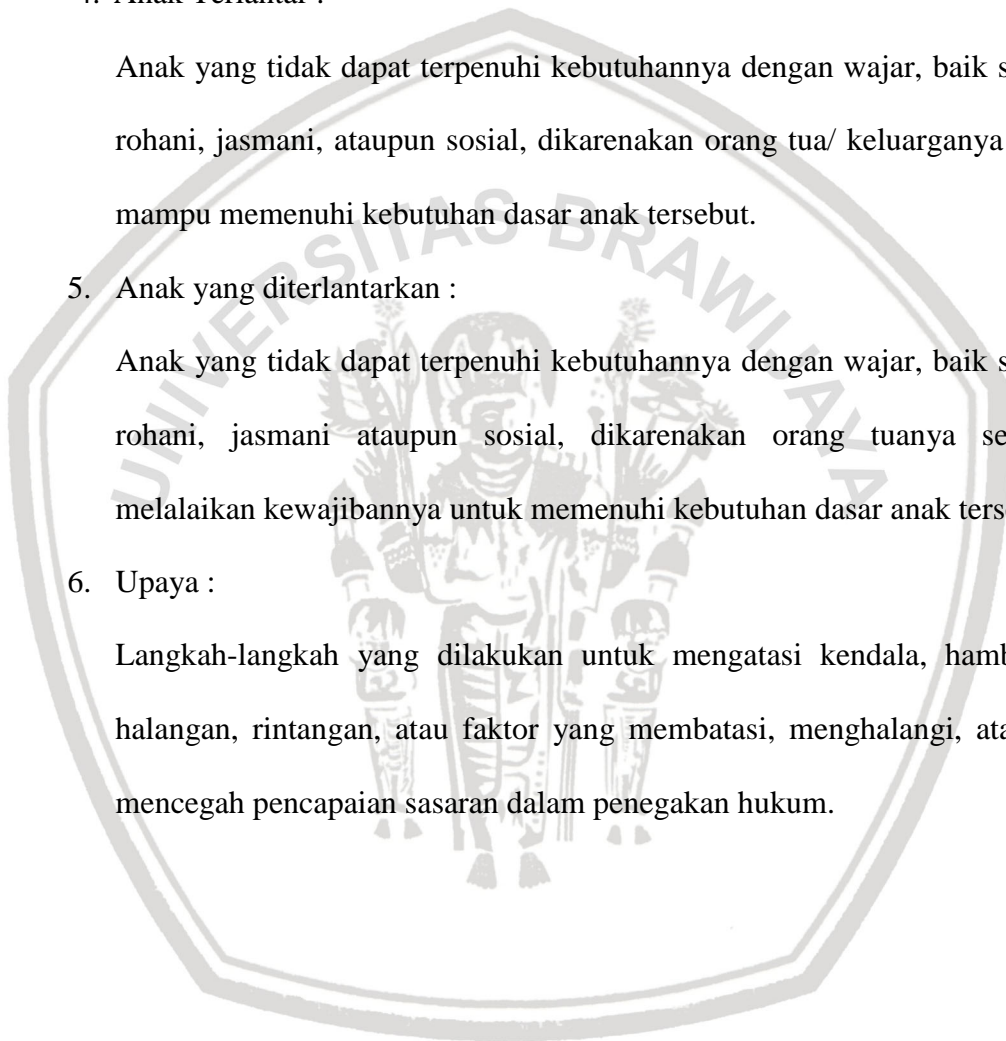 4. Anak Terlantar :
Anak yang tidak dapat terpenuhi kebutuhannya dengan wajar, baik
rohani, jasmani, ataupun sosial, dikarenakan orang tua/ keluarganya
mampu memenuhi kebutuhan dasar anak tersebut.
5. Anak yang diterlantarkan :
Anak yang tidak dapat terpenuhi kebutuhannya dengan wajar, baik
rohani, jasmani ataupun sosial, dikarenakan orang tuanya
melalaikan kewajibannya untuk memenuhi kebutuhan dasar anak
6. Upaya :
Langkah-langkah yang dilakukan untuk mengatasi kendala,
halangan, rintangan, atau faktor yang membatasi, menghalangi,
mencegah pencapaian sasaran dalam penegakan hukum.
UNIVERSITAS BRAWIJAYA